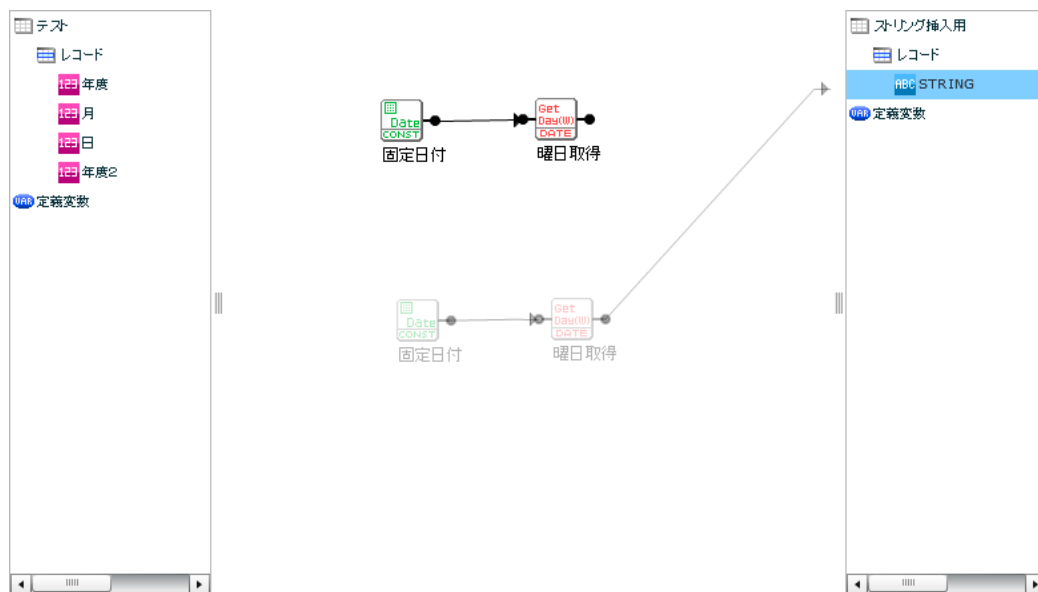 テスト
レコード
123 年度
123 月
123 日
123 年度2
VAR 定義変数
Date
CONST
固定日付
Get
Day(W)
DATE
曜日取得
Date
CONST
固定日付
Get
Day(W)
DATE
曜日取得
ストリング挿入用
レコード
ABC STRING
VAR 定義変数